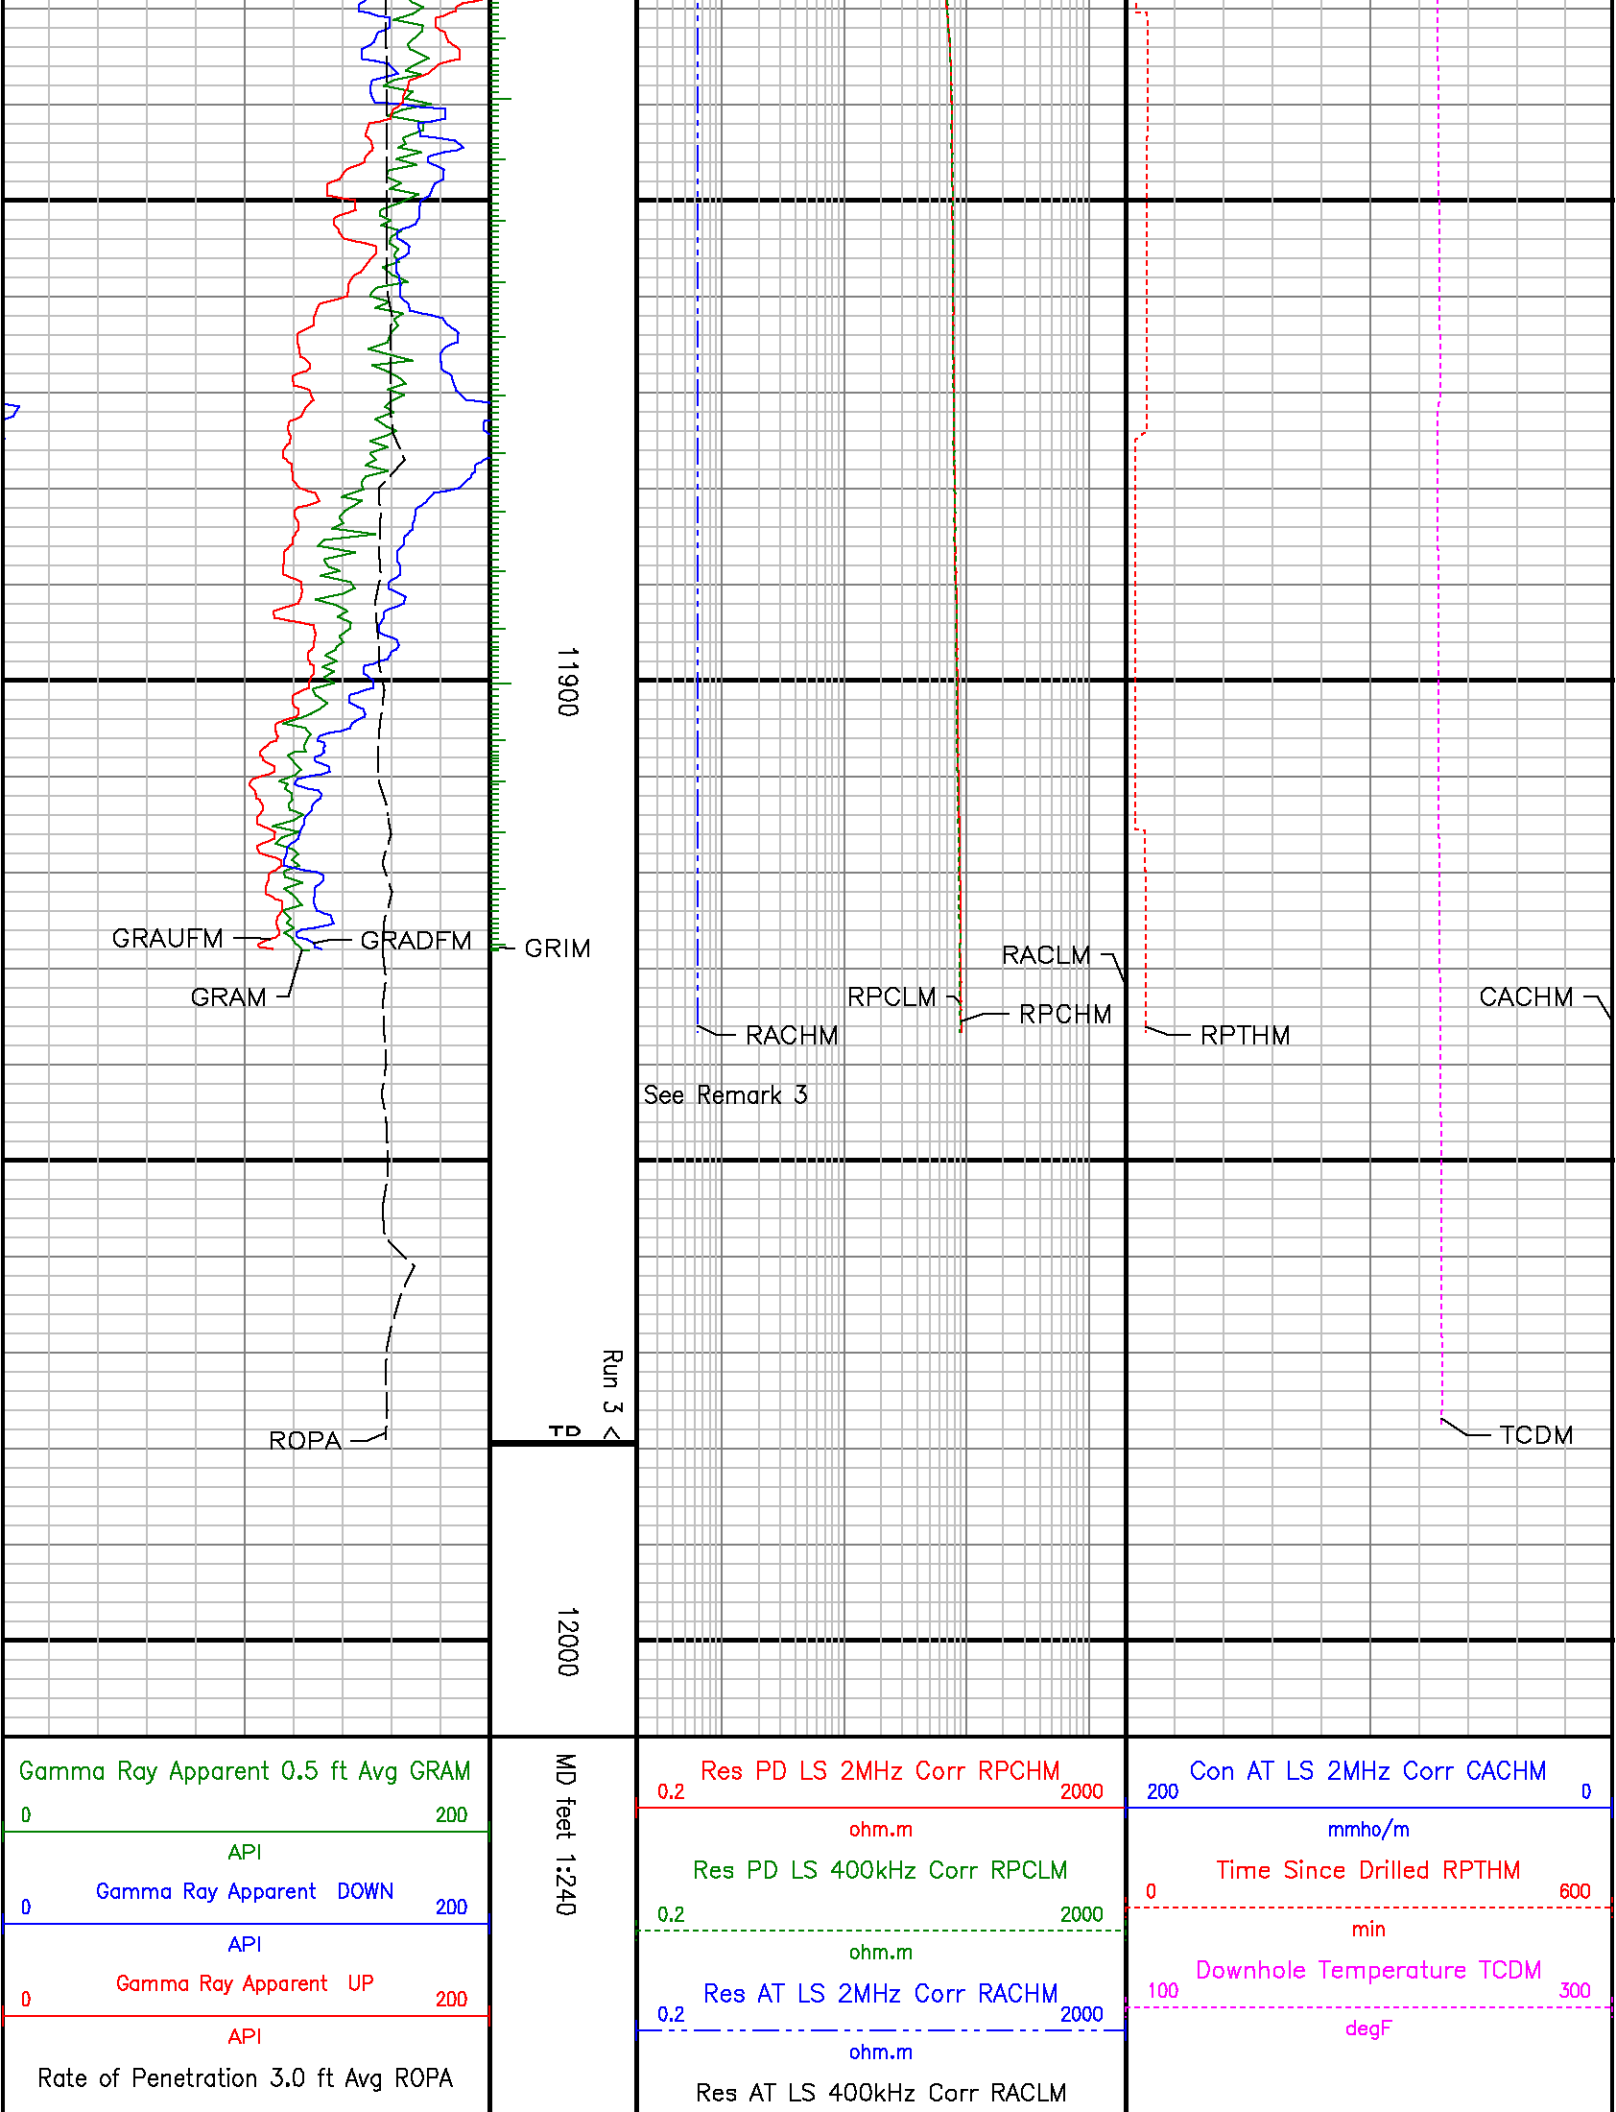 11900
GRAUFM
GRADFM
GRIM
GRAM
RACLM
RPCLM
RPCHM
CACHM
RACHM
RPTHM
See Remark 3
Run 3 <
TD
ROPA
TCDM
12000
MD feet 1:240
Gamma Ray Apparent 0.5 ft Avg GRAM
0 200
API
Gamma Ray Apparent DOWN
0 200
API
Gamma Ray Apparent UP
0 200
API
Rate of Penetration 3.0 ft Avg ROPA
Res PD LS 2MHz Corr RPCHM
0.2 2000
ohm.m
Res PD LS 400kHz Corr RPCLM
0.2 2000
ohm.m
Res AT LS 2MHz Corr RACHM
0.2 2000
ohm.m
Res AT LS 400kHz Corr RACLM
Con AT LS 2MHz Corr CACHM
200 0
mmho/m
Time Since Drilled RPTHM
0 600
min
Downhole Temperature TCDM
100 300
degF